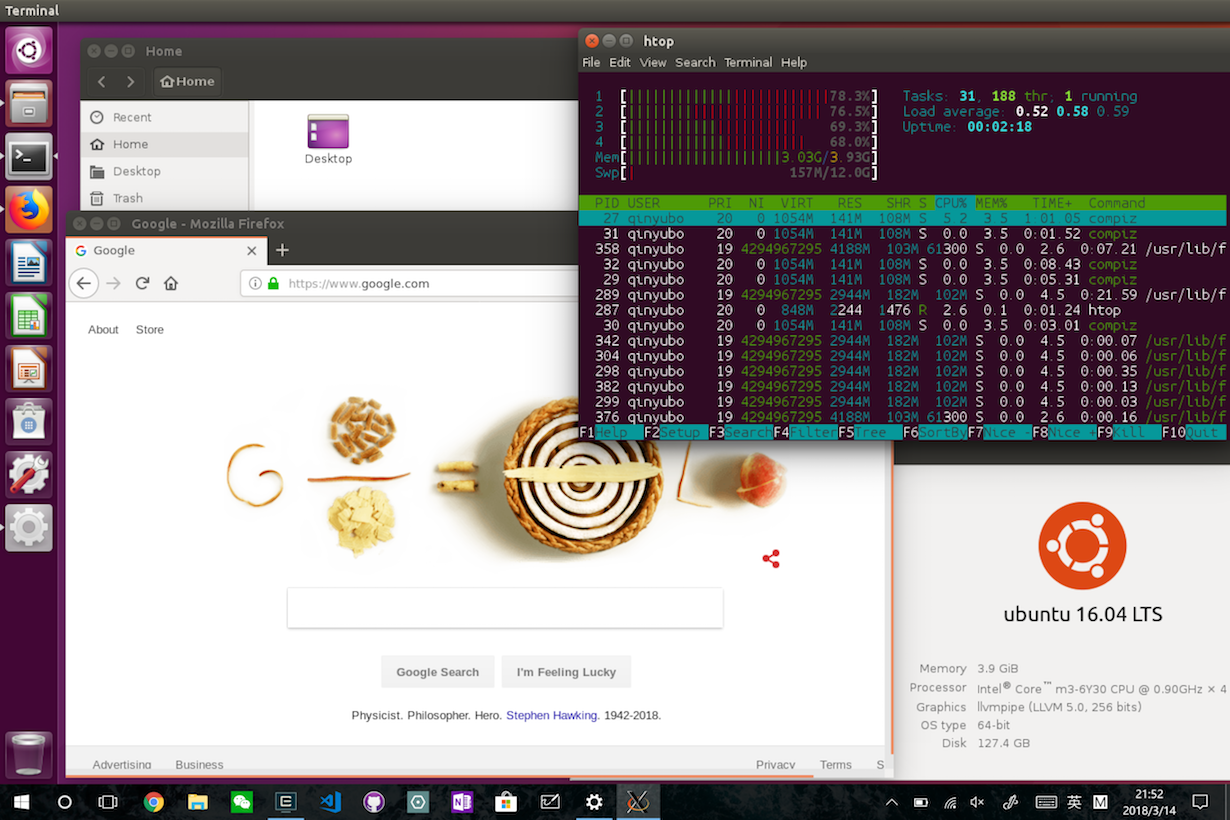 Terminal
Home
Home
Recent
Home
Desktop
Trash
Desktop
Google - Mozilla Firefox
Google
https://www.google.com
About Store
Google Search I'm Feeling Lucky
Physicist. Philosopher. Hero. Stephen Hawking. 1942-2018.
Advertising Business Privacy Terms S
htop
File Edit View Search Terminal Help
1 [78.3%] Tasks: 31, 188 thr; 1 running
2 [76.5%] Load average: 0.52 0.58 0.59
3 [69.3%] Uptime: 00:02:18
4 [68.0%]
Mem[3.03G/3.93G]
Swp[157M/12.0G]
PID USER PRI NI VIRT RES SHR S CPU% MEM% TIME+ Command
27 qinyubo 20 0 1054M 141M 108M S 5.2 3.5 1:01.05 compiz
31 qinyubo 20 0 1054M 141M 108M S 0.0 3.5 0:01.52 compiz
358 qinyubo 19 4294967295 4188M 103M 61300 S 0.0 2.6 0:07.21 /usr/lib/f
32 qinyubo 20 0 1054M 141M 108M S 0.0 3.5 0:08.43 compiz
29 qinyubo 20 0 1054M 141M 108M S 0.0 3.5 0:05.31 compiz
289 qinyubo 19 4294967295 2944M 182M 102M S 0.0 4.5 0:21.59 /usr/lib/f
287 qinyubo 20 0 848M 2244 1476 R 2.6 0.1 0:01.24 htop
30 qinyubo 20 0 1054M 141M 108M S 0.0 3.5 0:03.01 compiz
342 qinyubo 19 4294967295 2944M 182M 102M S 0.0 4.5 0:00.07 /usr/lib/f
304 qinyubo 19 4294967295 2944M 182M 102M S 0.0 4.5 0:00.06 /usr/lib/f
298 qinyubo 19 4294967295 2944M 182M 102M S 0.0 4.5 0:00.35 /usr/lib/f
382 qinyubo 19 4294967295 2944M 182M 102M S 0.0 4.5 0:00.13 /usr/lib/f
299 qinyubo 19 4294967295 2944M 182M 102M S 0.0 4.5 0:00.03 /usr/lib/f
376 qinyubo 19 4294967295 4188M 103M 61300 S 0.0 2.6 0:00.16 /usr/lib/f
F1Help F2Setup F3SearchF4FilterF5Tree F6SortByF7Nice -F8Nice +F9Kill F10Quit
ubuntu 16.04 LTS
Memory 3.9 GiB
Processor Intel® Core™ m3-6Y30 CPU @ 0.90GHz × 4
Graphics llvmpipe (LLVM 5.0, 256 bits)
OS type 64-bit
Disk 127.4 GB
英 M 21:52
2018/3/14